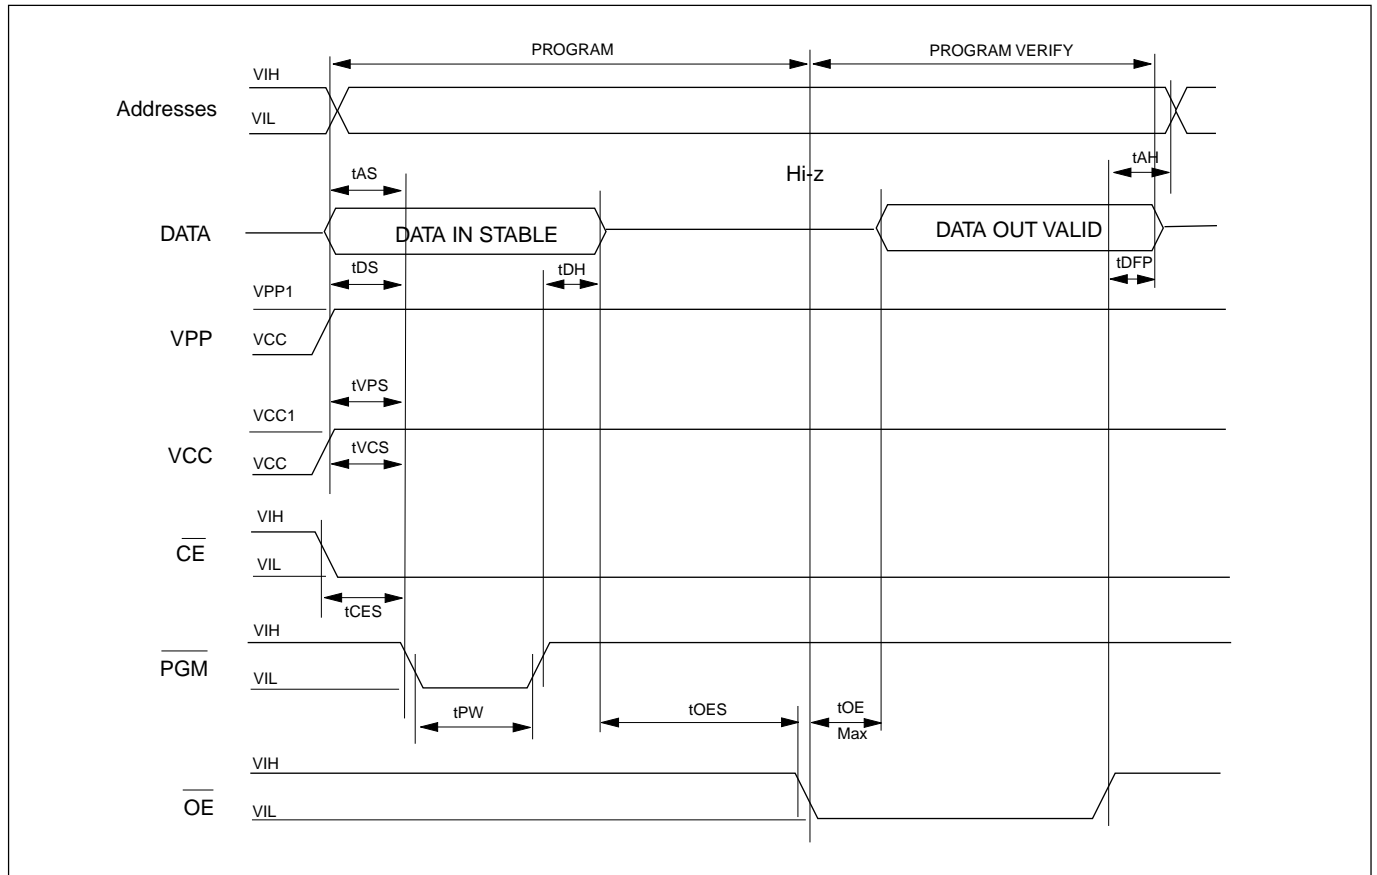 PROGRAM
PROGRAM VERIFY
VIH
Addresses
VIL
tAS
Hi-z
tAH
DATA
DATA IN STABLE
DATA OUT VALID
tDS
tDH
tDFP
VPP1
VPP
VCC
tVPS
VCC1
tVCS
VCC
VCC
VIH
CE
VIL
tCES
VIH
PGM
VIL
tPW
tOES
tOE
Max
VIH
OE
VIL